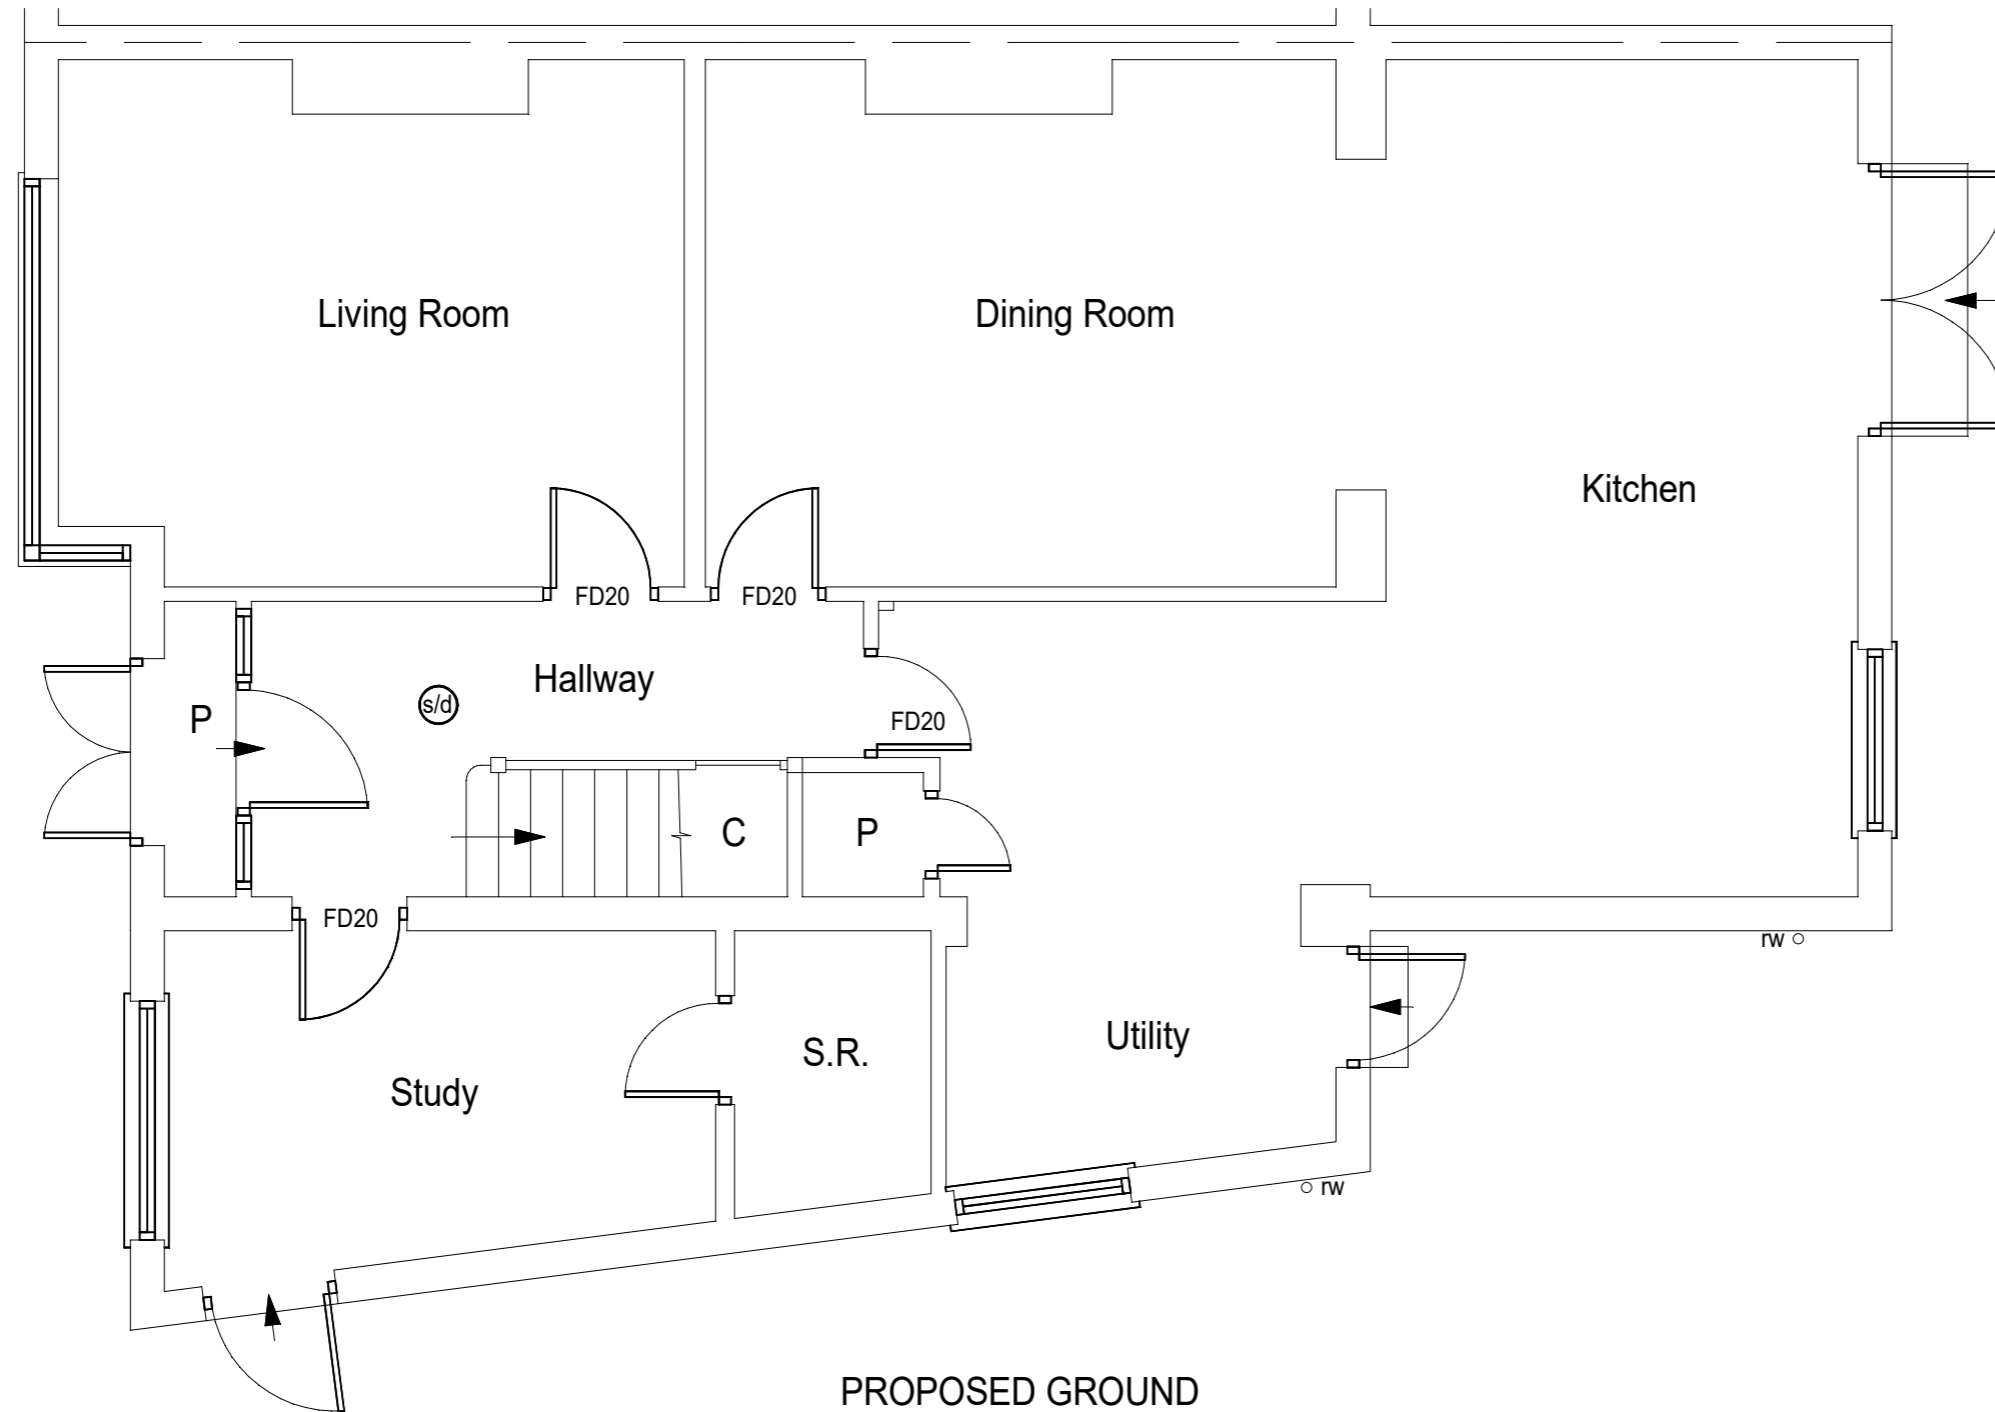 Living Room
Dining Room
Kitchen
FD20
FD20
Hallway
s/d
P
FD20
C
P
FD20
rw
Utility
S.R.
Study
rw
PROPOSED GROUND